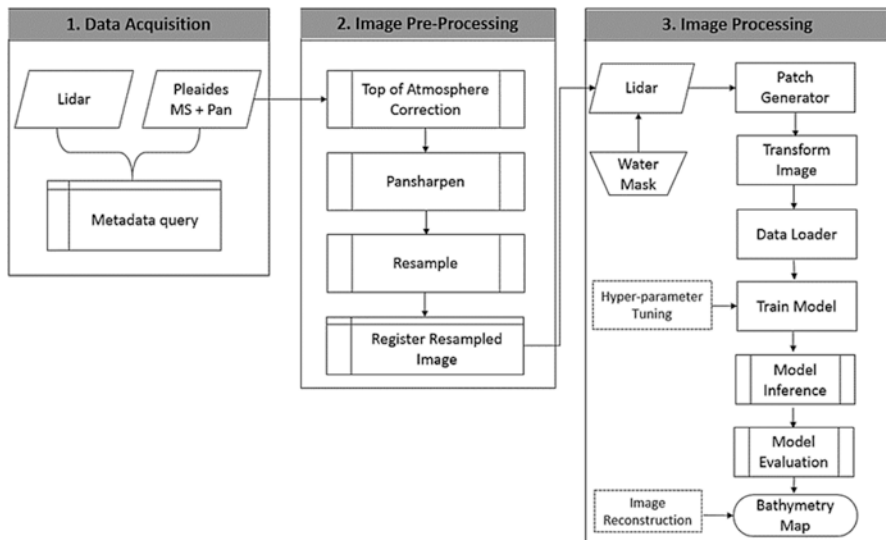 1. Data Acquisition
Lidar
Pleaides
MS + Pan
Metadata query
2. Image Pre-Processing
Top of Atmosphere
Correction
Pansharpen
Resample
Register Resampled
Image
3. Image Processing
Lidar
Water
Mask
Patch
Generator
Transform
Image
Data Loader
Hyper-parameter
Tuning
Train Model
Model
Inference
Model
Evaluation
Image
Reconstruction
Bathymetry
Map